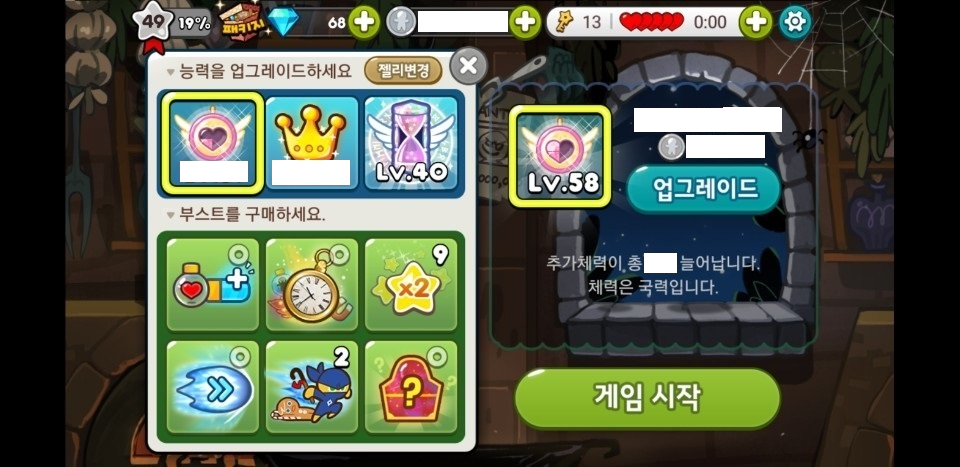 49 19% 패키지 68 13 0:00
능력을 업그레이드하세요 젤리변경
Lv.40
Lv.58
업그레이드
부스트를 구매하세요.
9
x2
추가체력이 총 늘어납니다.
체력은 국력입니다.
2
?
게임 시작